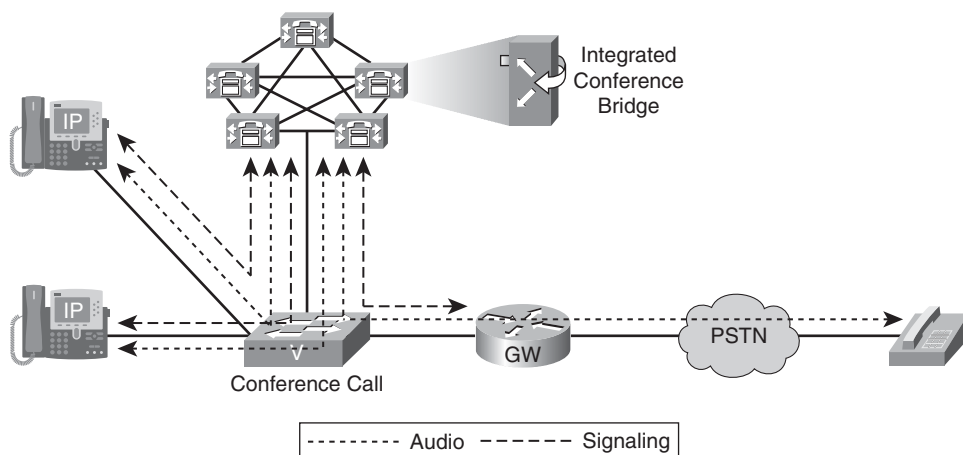 Integrated
Conference
Bridge
IP
IP
V
GW
PSTN
Conference Call
Audio
Signaling